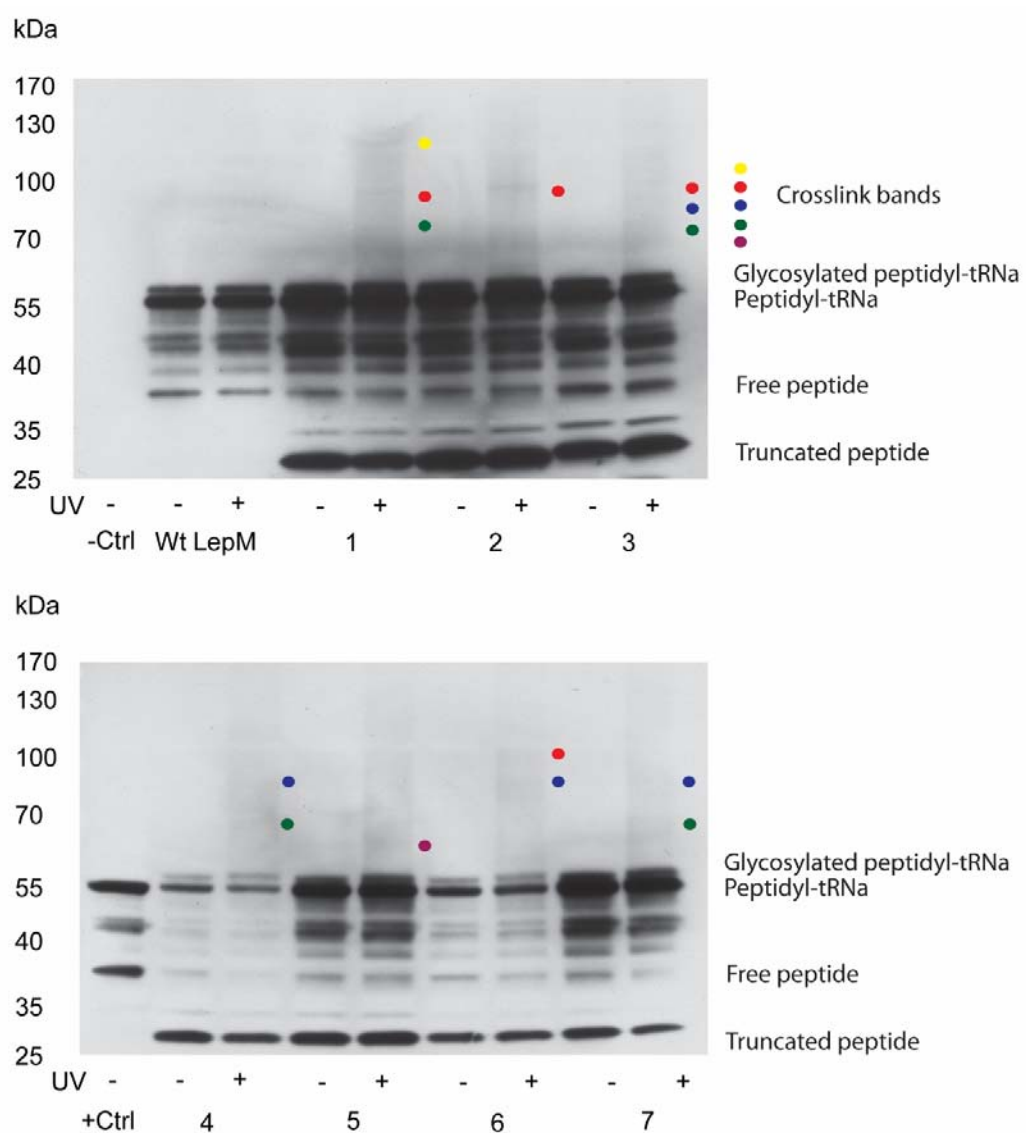 kDa
170
130
100
Crosslink bands
70
Glycosylated peptidyl-tRNa
Peptidyl-tRNa
55
40
Free peptide
35
Truncated peptide
25
UV - - + - + - + - +
-Ctrl Wt LepM 1 2 3
kDa
170
130
100
70
Glycosylated peptidyl-tRNa
55 Peptidyl-tRNa
40
Free peptide
35
Truncated peptide
25
UV - - + - + - + - +
+Ctrl 4 5 6 7